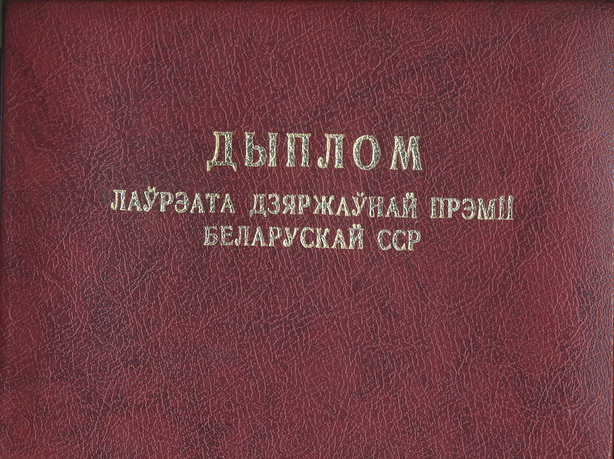 ДЫПЛОМ
ЛАЎРЭАТА ДЗЯРЖАЎНАЙ ПРЭМІІ
БЕЛАРУСКАЙ ССР